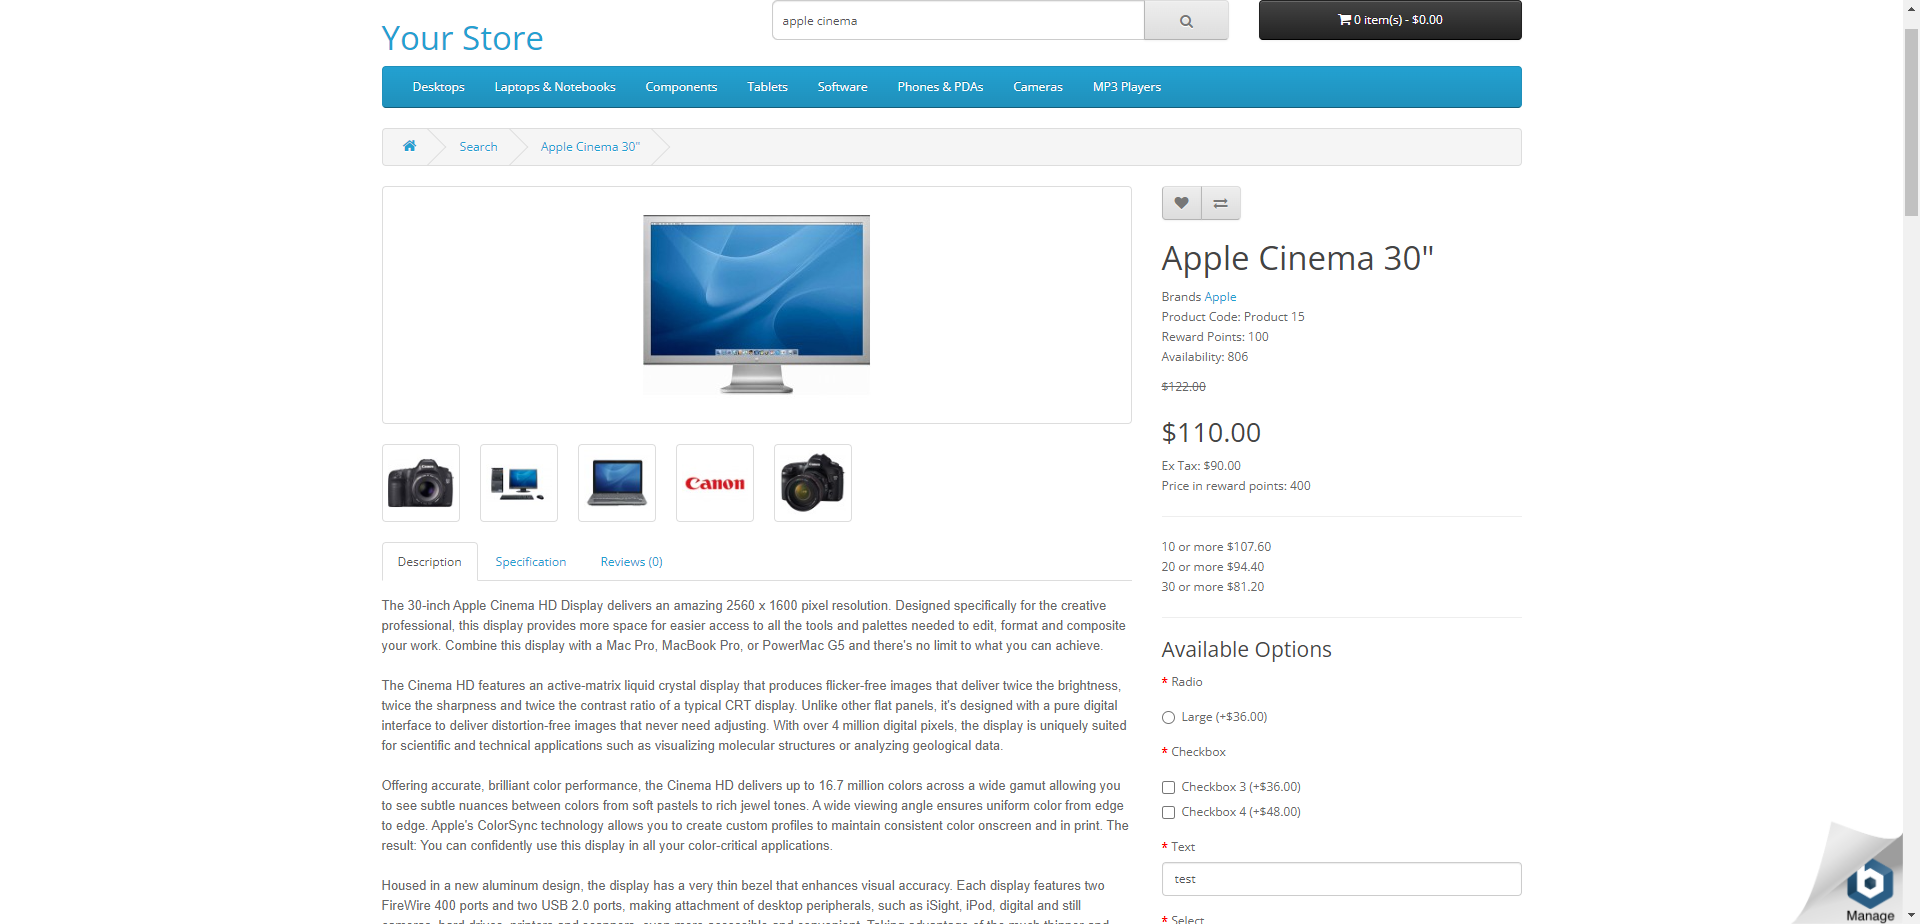 Your Store
apple cinema
0 item(s) - $0.00
Desktops
Laptops & Notebooks
Components
Tablets
Software
Phones & PDAs
Cameras
MP3 Players
Search
Apple Cinema 30"
Canon
Description
Specification
Reviews (0)
The 30-inch Apple Cinema HD Display delivers an amazing 2560 x 1600 pixel resolution. Designed specifically for the creative
professional, this display provides more space for easier access to all the tools and palettes needed to edit, format and composite
your work. Combine this display with a Mac Pro, MacBook Pro, or PowerMac G5 and there's no limit to what you can achieve.
The Cinema HD features an active-matrix liquid crystal display that produces flicker-free images that deliver twice the brightness,
twice the sharpness and twice the contrast ratio of a typical CRT display. Unlike other flat panels, it's designed with a pure digital
interface to deliver distortion-free images that never need adjusting. With over 4 million digital pixels, the display is uniquely suited
for scientific and technical applications such as visualizing molecular structures or analyzing geological data.
Offering accurate, brilliant color performance, the Cinema HD delivers up to 16.7 million colors across a wide gamut allowing you
to see subtle nuances between colors from soft pastels to rich jewel tones. A wide viewing angle ensures uniform color from edge
to edge. Apple's ColorSync technology allows you to create custom profiles to maintain consistent color onscreen and in print. The
result: You can confidently use this display in all your color-critical applications.
Housed in a new aluminum design, the display has a very thin bezel that enhances visual accuracy. Each display features two
FireWire 400 ports and two USB 2.0 ports, making attachment of desktop peripherals, such as iSight, iPod, digital and still
Apple Cinema 30"
Brands Apple
Product Code: Product 15
Reward Points: 100
Availability: 806
$122.00
$110.00
Ex Tax: $90.00
Price in reward points: 400
10 or more $107.60
20 or more $94.40
30 or more $81.20
Available Options
* Radio
Large (+$36.00)
* Checkbox
Checkbox 3 (+$36.00)
Checkbox 4 (+$48.00)
* Text
test
* Select
b
Manage